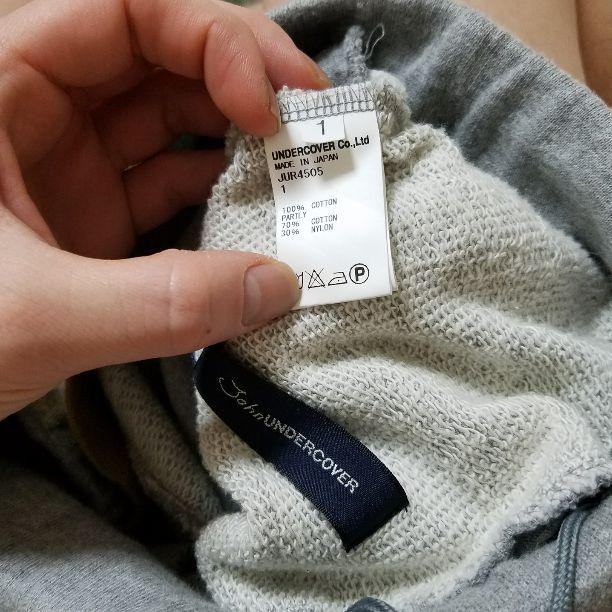 1
UNDERCOVER Co.,Ltd
MADE IN JAPAN
JUR4505
1
100% COTTON
PARTLY
70% COTTON
30% NYLON
P
JohnUNDERCOVER